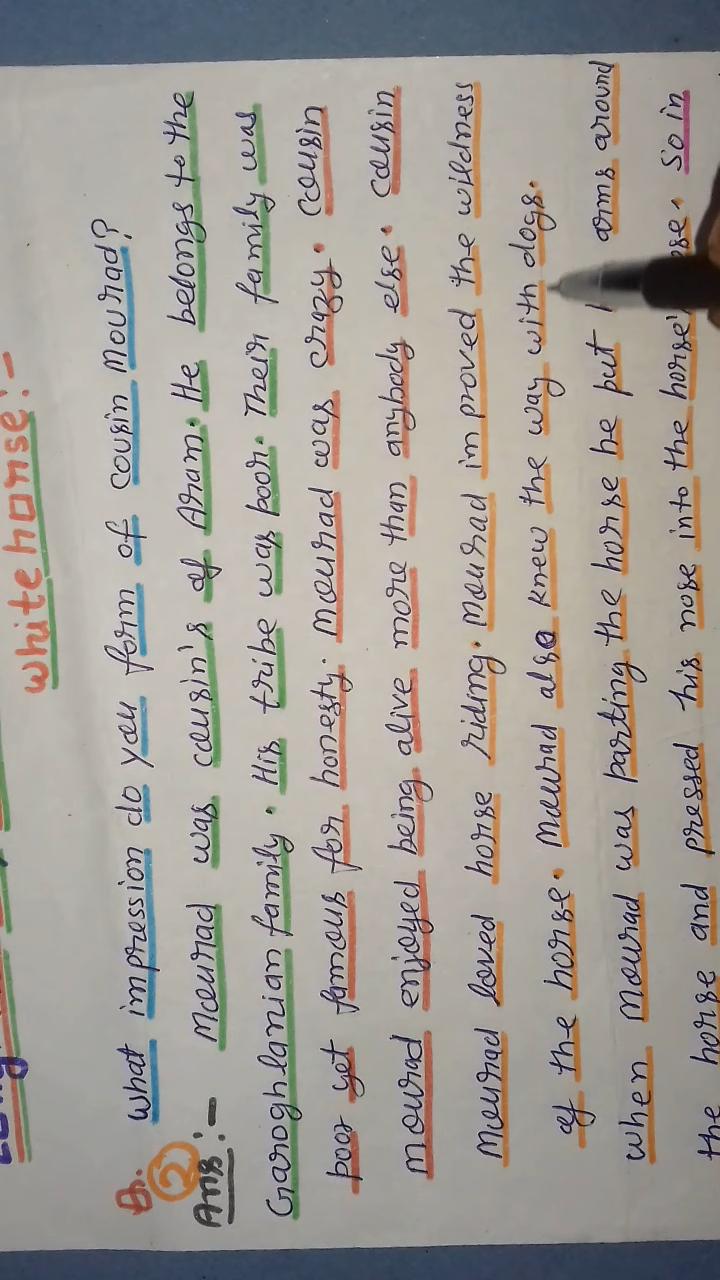 White horse:-
B. What impression do you form of cousin Mourad?
②
Ans:- Mourad was cousin's of Aram. He belongs to the
Garoghlanian family. His tribe was poor. Their family was
poor yet famous for honesty. Mourad was crazy. Cousin
mourad enjoyed being alive more than anybody else. Cousin
Mourad loved horse riding. Mourad improved the wildness
of the horse. Mourad also knew the way with dogs.
When Mourad was parting the horse he put arms around
the horse and pressed his nose into the horse's. So in